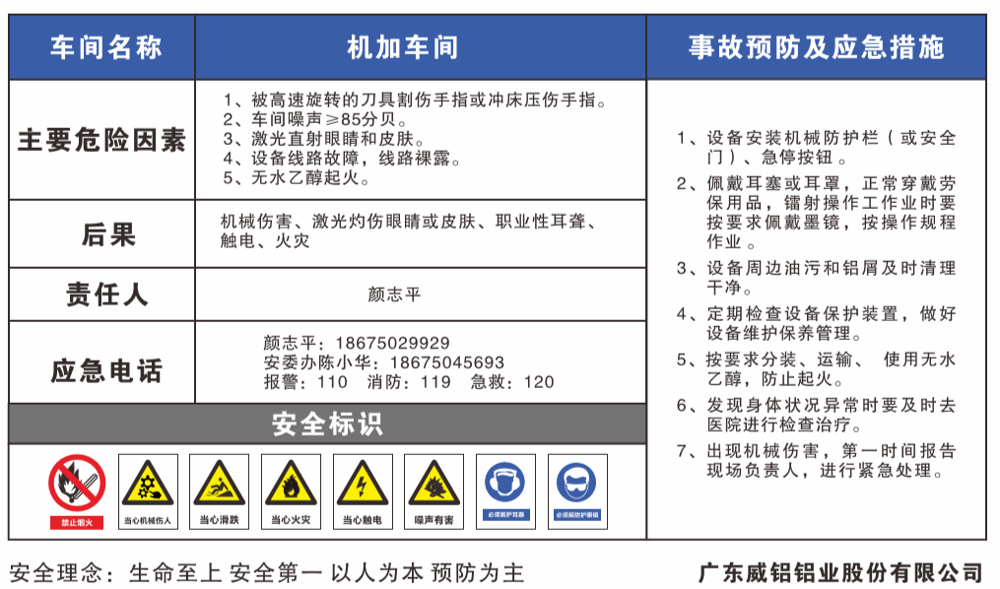 车间名称
机加车间
事故预防及应急措施
主要危险因素
1、被高速旋转的刀具割伤手指或冲床压伤手指。
2、车间噪声≥85分贝。
3、激光直射眼睛和皮肤。
4、设备线路故障，线路裸露。
5、无水乙醇起火。
后果
机械伤害、激光灼伤眼睛或皮肤、职业性耳聋、
触电、火灾
责任人
颜志平
应急电话
颜志平：18675029929
安委办陈小华：18675045693
报警：110 消防：119 急救：120
1、设备安装机械防护栏（或安全
门）、急停按钮 。
2、佩戴耳塞或耳罩，正常穿戴劳
保用品，镭射操作工作业时要
按要求佩戴墨镜，按操作规程
作业 。
3、设备周边油污和铝屑及时清理
干净。
4、定期检查设备保护装置，做好
设备维护保养管理。
5、按要求分装、运输、 使用无水
乙醇，防止起火。
6、发现身体状况异常时要及时去
医院进行检查治疗。
7、出现机械伤害，第一时间报告
现场负责人，进行紧急处理。
安全标识
禁止烟火
当心机械伤人
当心滑跌
当心火灾
当心触电
噪声有害
必须戴护耳器
必须戴防护眼镜
安全理念：生命至上 安全第一 以人为本 预防为主
广东威铝铝业股份有限公司